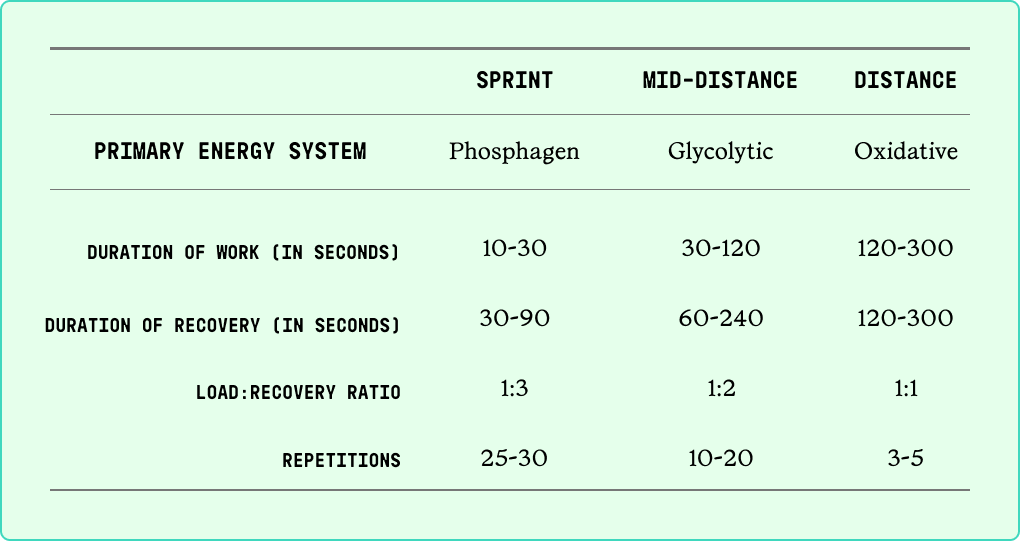 SPRINT MID-DISTANCE DISTANCE
PRIMARY ENERGY SYSTEM Phosphagen Glycolytic Oxidative
DURATION OF WORK (IN SECONDS) 10-30 30-120 120-300
DURATION OF RECOVERY (IN SECONDS) 30-90 60-240 120-300
LOAD:RECOVERY RATIO 1:3 1:2 1:1
REPETITIONS 25-30 10-20 3-5